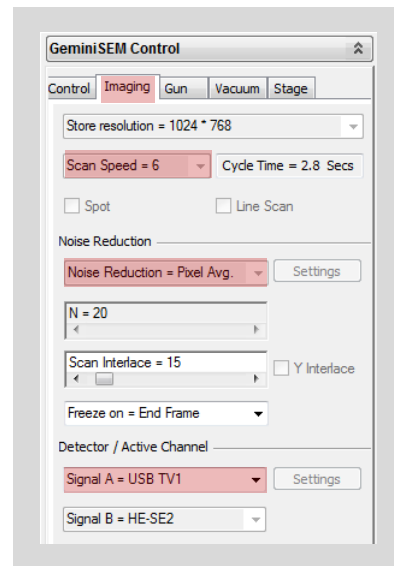 GeminiSEM Control
Control Imaging Gun Vacuum Stage
Store resolution = 1024 * 768
Scan Speed = 6 Cycle Time = 2.8 Secs
Spot Line Scan
Noise Reduction
Noise Reduction = Pixel Avg. Settings
N = 20
Scan Interlace = 15 Y Interlace
Freeze on = End Frame
Detector / Active Channel
Signal A = USB TV1 Settings
Signal B = HE-SE2